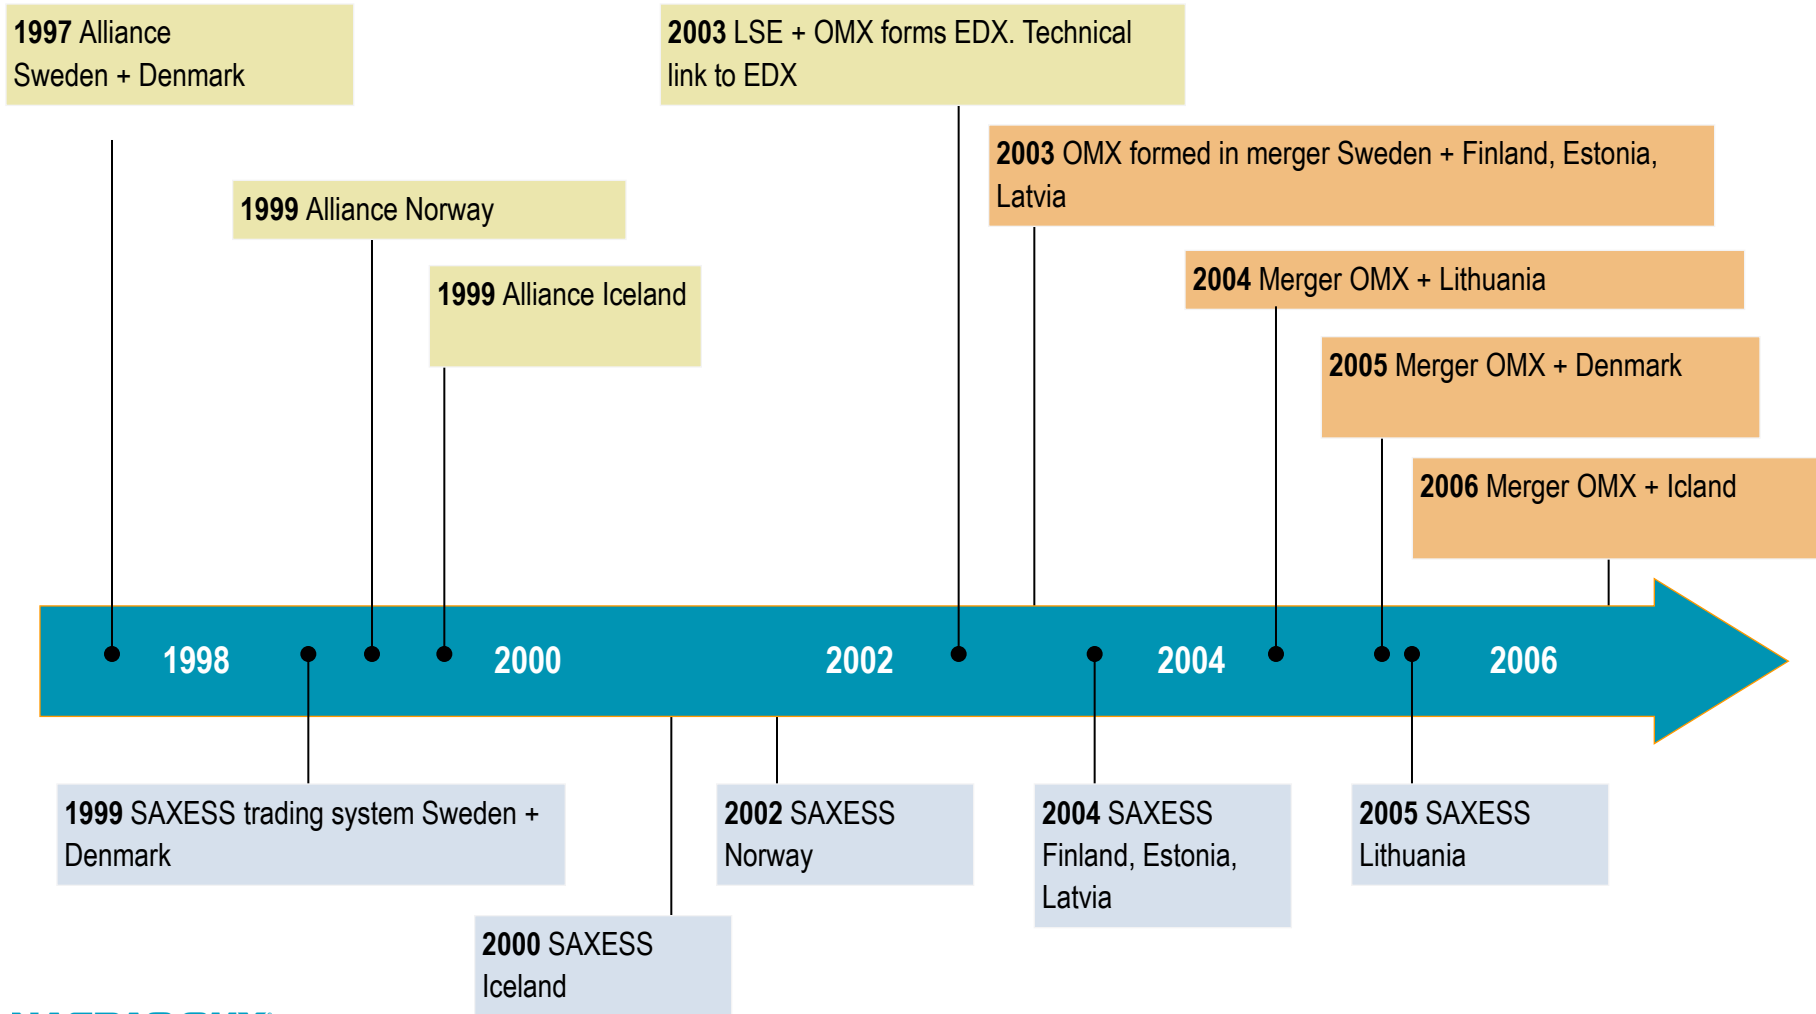 1997 Alliance
Sweden + Denmark
2003 LSE + OMX forms EDX. Technical
link to EDX
2003 OMX formed in merger Sweden + Finland, Estonia,
Latvia
1999 Alliance Norway
1999 Alliance Iceland
2004 Merger OMX + Lithuania
2005 Merger OMX + Denmark
2006 Merger OMX + Icland
1998
2000
2002
2004
2006
1999 SAXESS trading system Sweden +
Denmark
2002 SAXESS
Norway
2004 SAXESS
Finland, Estonia,
Latvia
2005 SAXESS
Lithuania
2000 SAXESS
Iceland